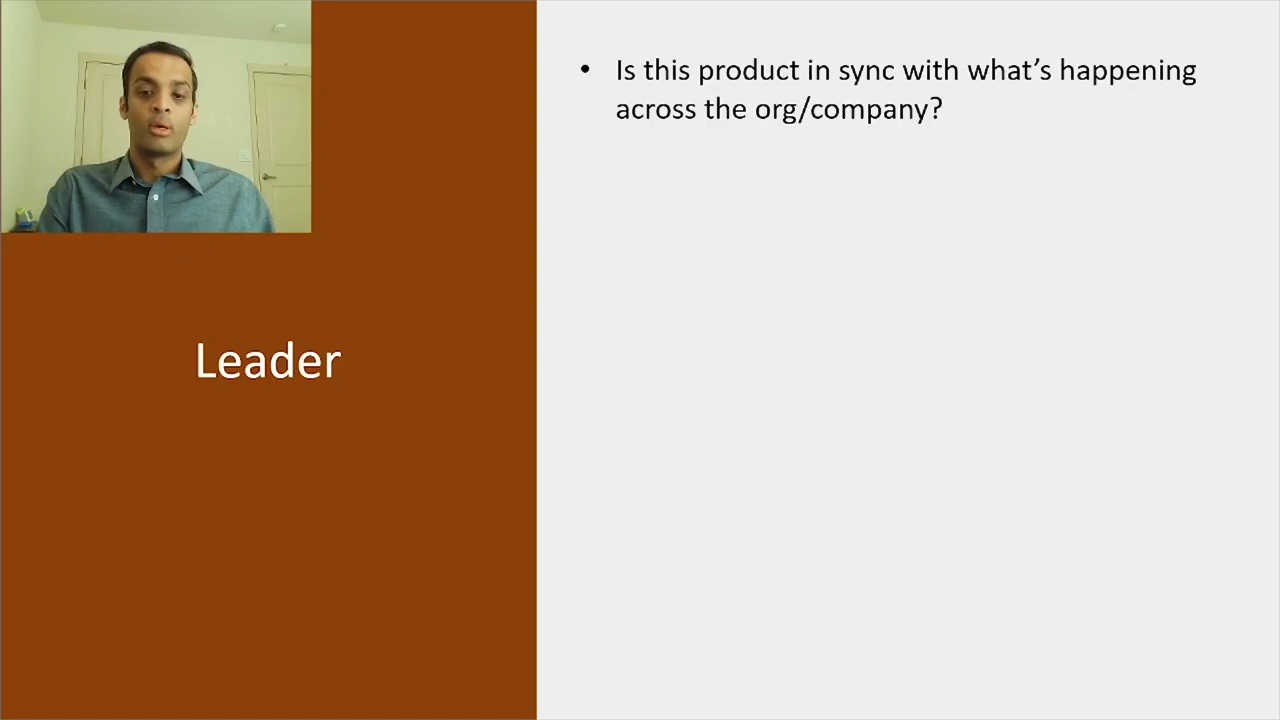 Leader
• Is this product in sync with what’s happening
across the org/company?